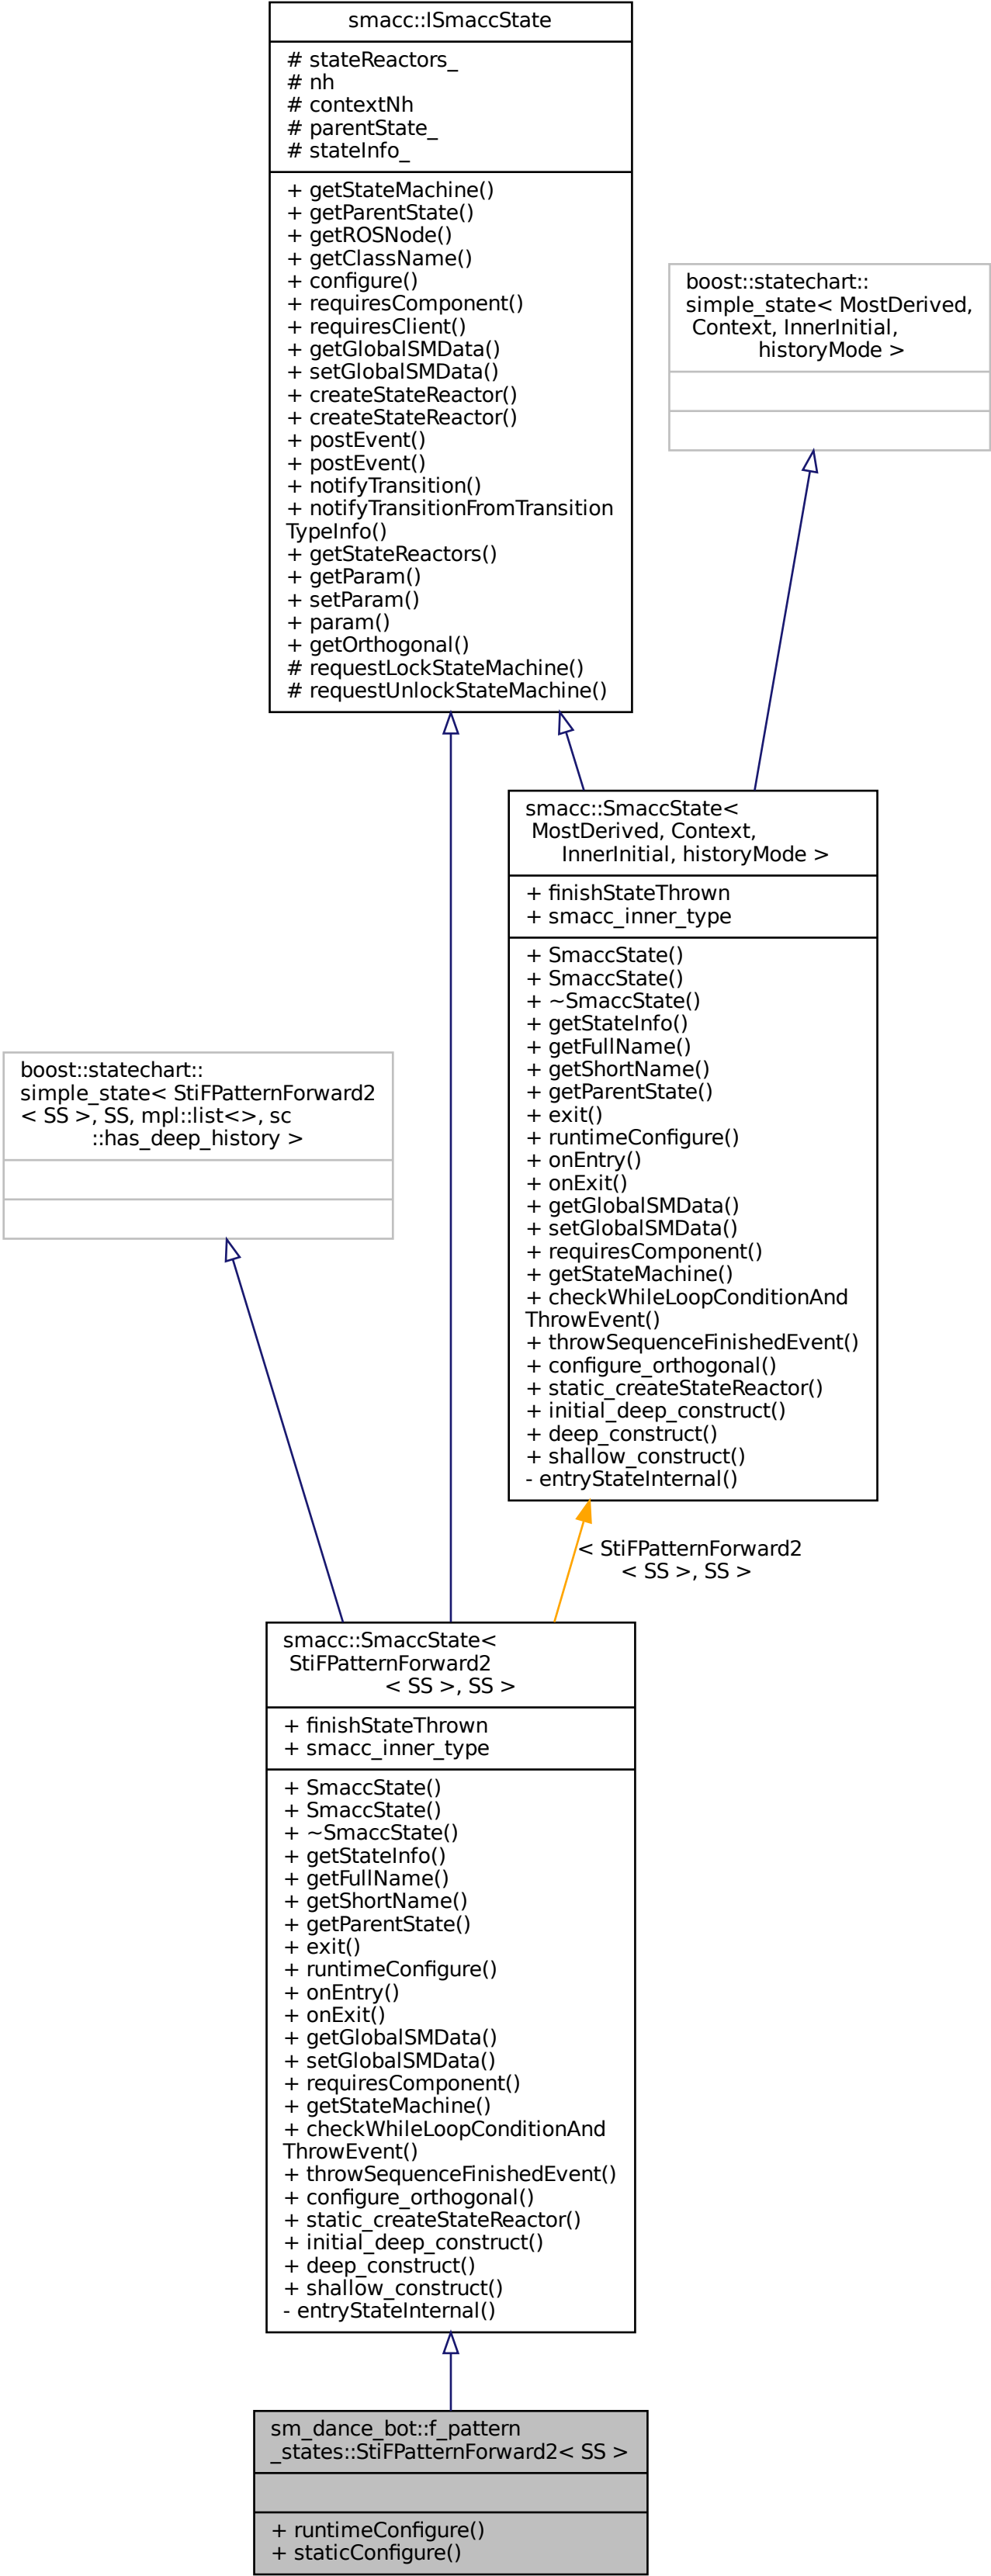 smacc::ISmaccState
# stateReactors_
# nh
# contextNh
# parentState_
# stateInfo_
+ getStateMachine()
+ getParentState()
+ getROSNode()
+ getClassName()
+ configure()
+ requiresComponent()
+ requiresClient()
+ getGlobalSMData()
+ setGlobalSMData()
+ createStateReactor()
+ createStateReactor()
+ postEvent()
+ postEvent()
+ notifyTransition()
+ notifyTransitionFromTransition
TypeInfo()
+ getStateReactors()
+ getParam()
+ setParam()
+ param()
+ getOrthogonal()
# requestLockStateMachine()
# requestUnlockStateMachine()
boost::statechart::
simple_state< MostDerived,
Context, InnerInitial,
historyMode >
smacc::SmaccState<
MostDerived, Context,
InnerInitial, historyMode >
+ finishStateThrown
+ smacc_inner_type
+ SmaccState()
+ SmaccState()
+ ~SmaccState()
+ getStateInfo()
+ getFullName()
+ getShortName()
+ getParentState()
+ exit()
+ runtimeConfigure()
+ onEntry()
+ onExit()
+ getGlobalSMData()
+ setGlobalSMData()
+ requiresComponent()
+ getStateMachine()
+ checkWhileLoopConditionAnd
ThrowEvent()
+ throwSequenceFinishedEvent()
+ configure_orthogonal()
+ static_createStateReactor()
+ initial_deep_construct()
+ deep_construct()
+ shallow_construct()
- entryStateInternal()
boost::statechart::
simple_state< StiFPatternForward2
< SS >, SS, mpl::list<>, sc
::has_deep_history >
< StiFPatternForward2
< SS >, SS >
smacc::SmaccState<
StiFPatternForward2
< SS >, SS >
+ finishStateThrown
+ smacc_inner_type
+ SmaccState()
+ SmaccState()
+ ~SmaccState()
+ getStateInfo()
+ getFullName()
+ getShortName()
+ getParentState()
+ exit()
+ runtimeConfigure()
+ onEntry()
+ onExit()
+ getGlobalSMData()
+ setGlobalSMData()
+ requiresComponent()
+ getStateMachine()
+ checkWhileLoopConditionAnd
ThrowEvent()
+ throwSequenceFinishedEvent()
+ configure_orthogonal()
+ static_createStateReactor()
+ initial_deep_construct()
+ deep_construct()
+ shallow_construct()
- entryStateInternal()
sm_dance_bot::f_pattern
_states::StiFPatternForward2< SS >
+ runtimeConfigure()
+ staticConfigure()